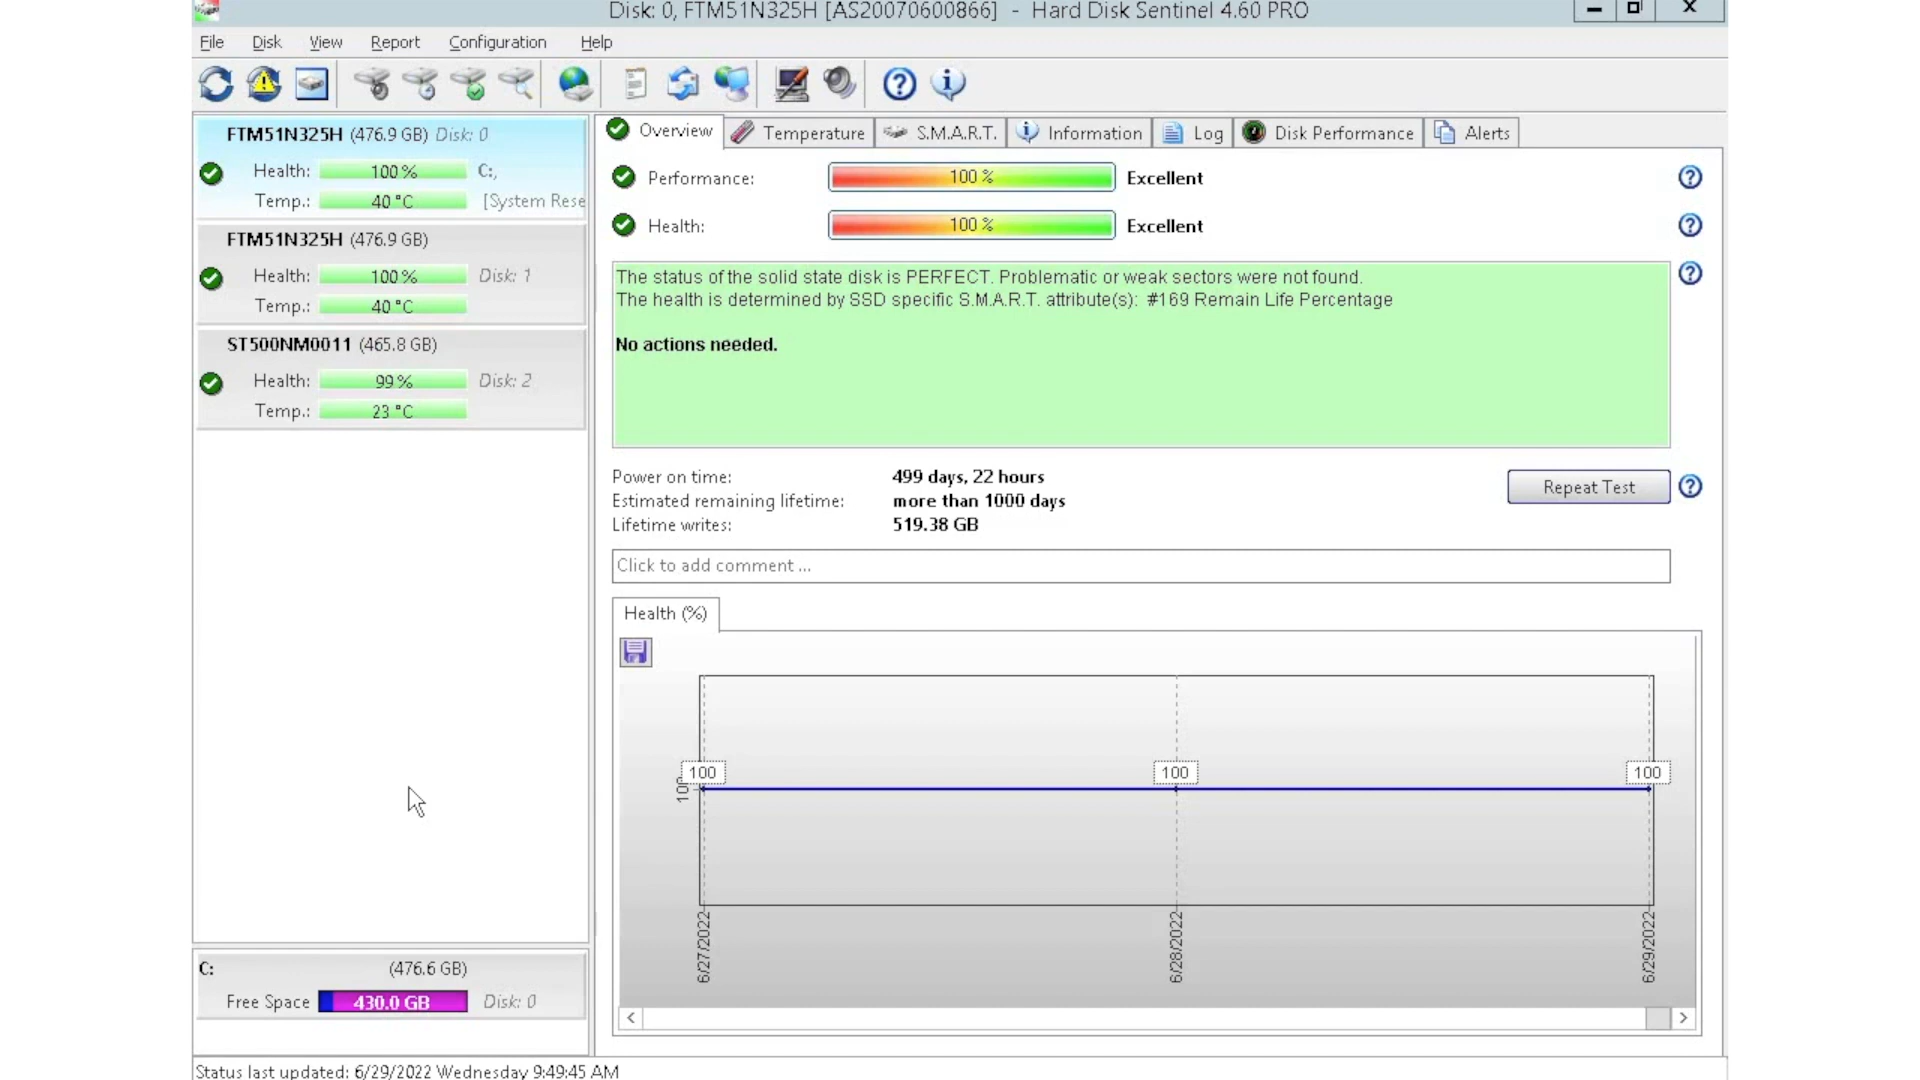 Disk: 0, FTM51N325H [AS20070600866] - Hard Disk Sentinel 4.60 PRO
File Disk View Report Configuration Help
FTM51N325H (476.9 GB) Disk: 0
Health: 100 % C:,
Temp.: 40 °C [System Rese
FTM51N325H (476.9 GB)
Health: 100 % Disk: 1
Temp.: 40 °C
ST500NM0011 (465.8 GB)
Health: 99 % Disk: 2
Temp.: 23 °C
C: (476.6 GB)
Free Space 430.0 GB Disk: 0
Overview Temperature S.M.A.R.T. Information Log Disk Performance Alerts
Performance: 100 % Excellent
Health: 100 % Excellent
The status of the solid state disk is PERFECT. Problematic or weak sectors were not found.
The health is determined by SSD specific S.M.A.R.T. attribute(s): #169 Remain Life Percentage
No actions needed.
Power on time: 499 days, 22 hours
Estimated remaining lifetime: more than 1000 days
Lifetime writes: 519.38 GB
Repeat Test
Click to add comment ...
Health (%)
100 100 100
100
6/27/2022 6/28/2022 6/29/2022
Status last updated: 6/29/2022 Wednesday 9:49:45 AM